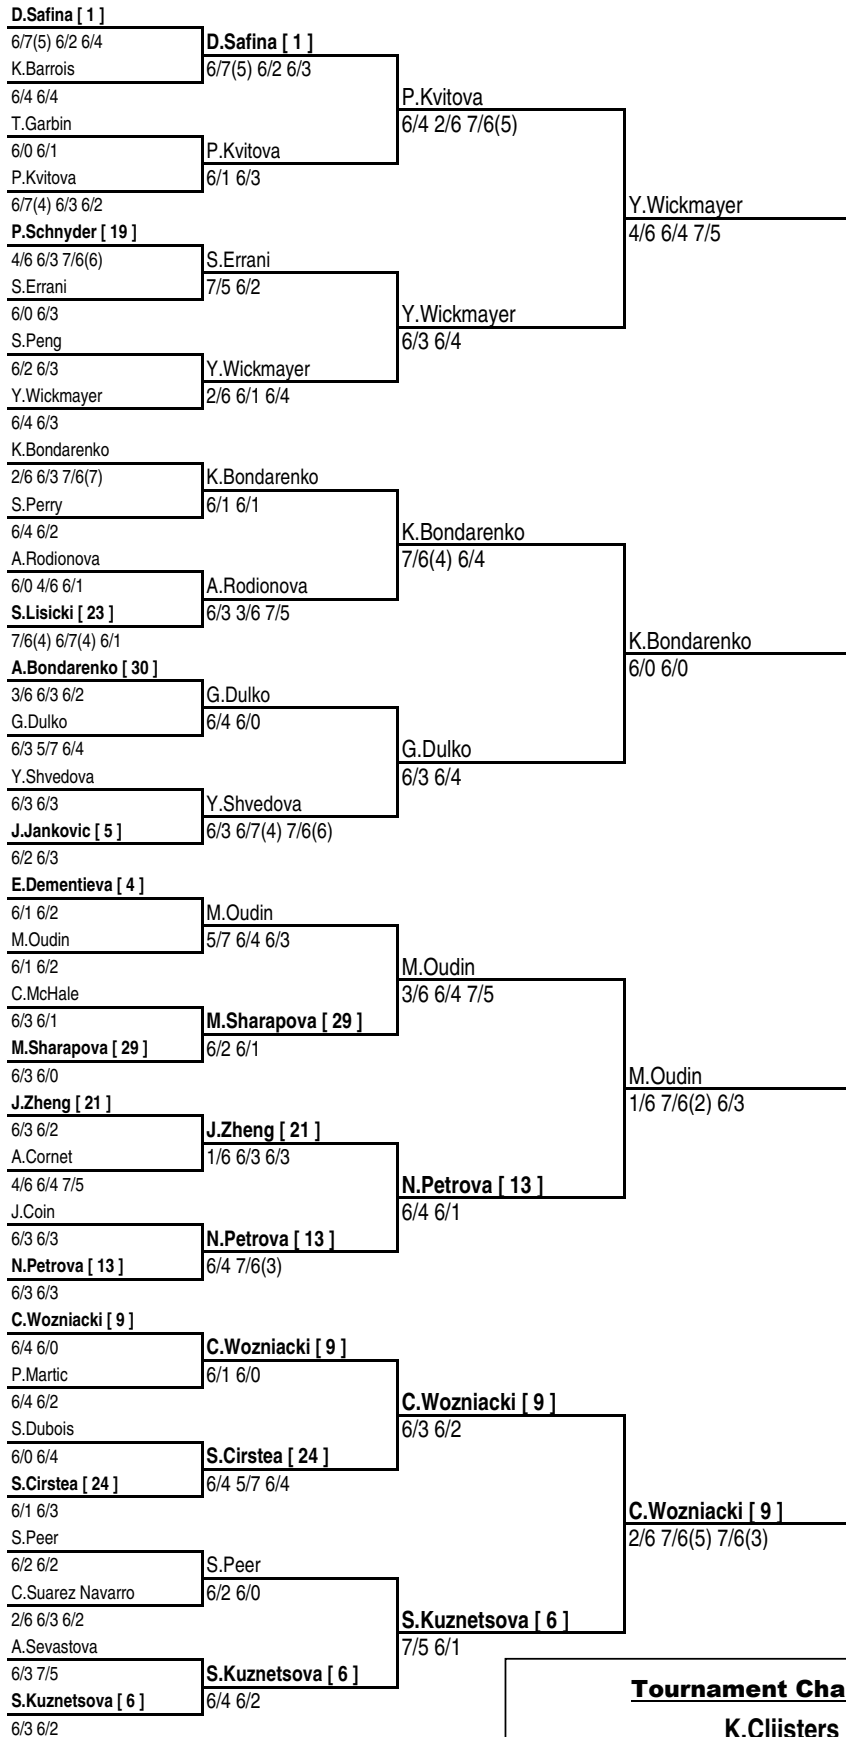 D.Safina [ 1 ]
6/7(5) 6/2 6/4
K.Barrois
6/4 6/4
T.Garbin
6/0 6/1
P.Kvitova
6/7(4) 6/3 6/2
P.Schnyder [ 19 ]
4/6 6/3 7/6(6)
S.Errani
6/0 6/3
S.Peng
6/2 6/3
Y.Wickmayer
6/4 6/3
K.Bondarenko
2/6 6/3 7/6(7)
S.Perry
6/4 6/2
A.Rodionova
6/0 4/6 6/1
S.Lisicki [ 23 ]
7/6(4) 6/7(4) 6/1
A.Bondarenko [ 30 ]
3/6 6/3 6/2
G.Dulko
6/3 5/7 6/4
Y.Shvedova
6/3 6/3
J.Jankovic [ 5 ]
6/2 6/3
E.Dementieva [ 4 ]
6/1 6/2
M.Oudin
6/1 6/2
C.McHale
6/3 6/1
M.Sharapova [ 29 ]
6/3 6/0
J.Zheng [ 21 ]
6/3 6/2
A.Cornet
4/6 6/4 7/5
J.Coin
6/3 6/3
N.Petrova [ 13 ]
6/3 6/3
C.Wozniacki [ 9 ]
6/4 6/0
P.Martic
6/4 6/2
S.Dubois
6/0 6/4
S.Cirstea [ 24 ]
6/1 6/3
S.Peer
6/2 6/2
C.Suarez Navarro
2/6 6/3 6/2
A.Sevastova
6/3 7/5
S.Kuznetsova [ 6 ]
6/3 6/2
D.Safina [ 1 ]
6/7(5) 6/2 6/3
P.Kvitova
6/1 6/3
S.Errani
7/5 6/2
Y.Wickmayer
2/6 6/1 6/4
K.Bondarenko
6/1 6/1
A.Rodionova
6/3 3/6 7/5
G.Dulko
6/4 6/0
Y.Shvedova
6/3 6/7(4) 7/6(6)
M.Oudin
5/7 6/4 6/3
M.Sharapova [ 29 ]
6/2 6/1
J.Zheng [ 21 ]
1/6 6/3 6/3
N.Petrova [ 13 ]
6/4 7/6(3)
C.Wozniacki [ 9 ]
6/1 6/0
S.Cirstea [ 24 ]
6/4 5/7 6/4
S.Peer
6/2 6/0
S.Kuznetsova [ 6 ]
6/4 6/2
P.Kvitova
6/4 2/6 7/6(5)
Y.Wickmayer
6/3 6/4
K.Bondarenko
7/6(4) 6/4
G.Dulko
6/3 6/4
M.Oudin
3/6 6/4 7/5
N.Petrova [ 13 ]
6/4 6/1
C.Wozniacki [ 9 ]
6/3 6/2
S.Kuznetsova [ 6 ]
7/5 6/1
Y.Wickmayer
4/6 6/4 7/5
K.Bondarenko
6/0 6/0
M.Oudin
1/6 7/6(2) 6/3
C.Wozniacki [ 9 ]
2/6 7/6(5) 7/6(3)
Tournament Cha
K.Clijsters